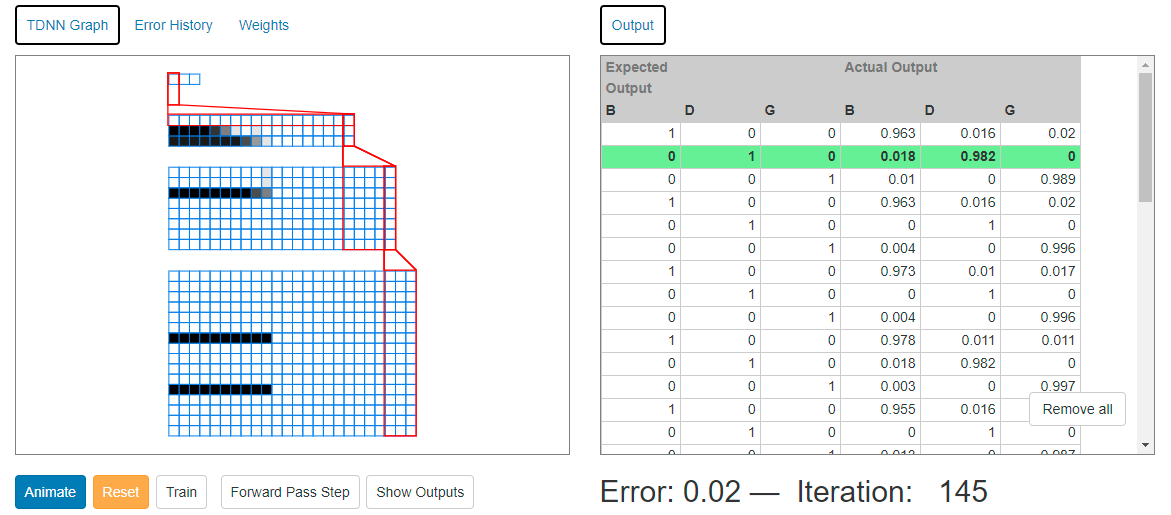 TDNN Graph Error History Weights
Output
Expected Output Actual Output
B D G B D G
1 0 0 0.963 0.016 0.02
0 1 0 0.018 0.982 0
0 0 1 0.01 0 0.989
1 0 0 0.963 0.016 0.02
0 1 0 0 1 0
0 0 1 0.004 0 0.996
1 0 0 0.973 0.01 0.017
0 1 0 0 1 0
0 0 1 0.004 0 0.996
1 0 0 0.978 0.011 0.011
0 1 0 0.018 0.982 0
0 0 1 0.003 0 0.997
1 0 0 0.955 0.016
Remove all
0 1 0 0 1 0
Animate Reset Train Forward Pass Step Show Outputs
Error: 0.02 — Iteration: 145